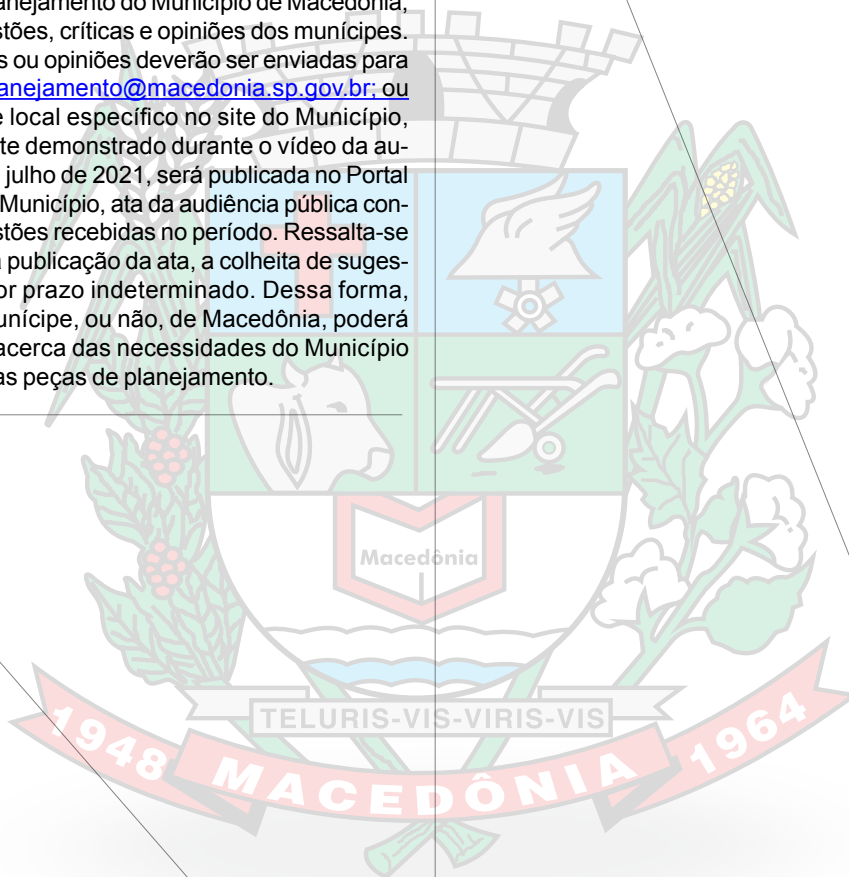 anejamento do Município de Macedônia,
stões, críticas e opiniões dos munícipes.
s ou opiniões deverão ser enviadas para
anejamento@macedonia.sp.gov.br; ou
e local específico no site do Município,
te demonstrado durante o vídeo da au-
julho de 2021, será publicada no Portal
Município, ata da audiência pública con-
stões recebidas no período. Ressalta-se
a publicação da ata, a colheita de suges-
or prazo indeterminado. Dessa forma,
unícipe, ou não, de Macedônia, poderá
acerca das necessidades do Município
as peças de planejamento.
Macedônia
TELURIS-VIS-VIRIS-VIS
1948 MACEDÔNIA 1964